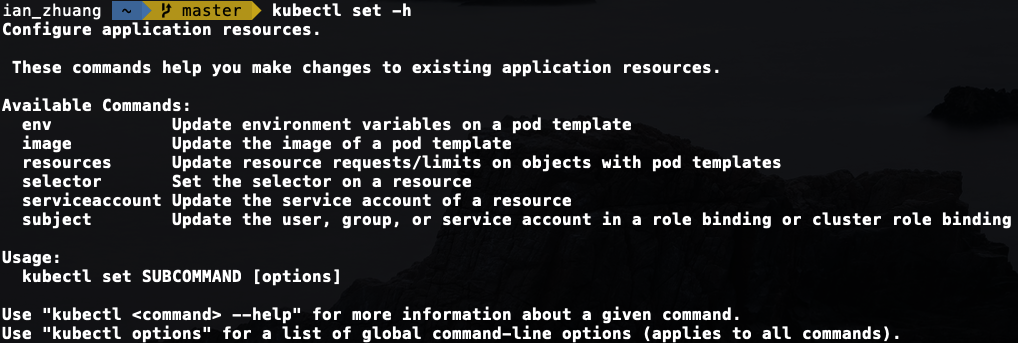 ian_zhuang ~ master kubectl set -h
Configure application resources.
These commands help you make changes to existing application resources.
Available Commands:
env Update environment variables on a pod template
image Update the image of a pod template
resources Update resource requests/limits on objects with pod templates
selector Set the selector on a resource
serviceaccount Update the service account of a resource
subject Update the user, group, or service account in a role binding or cluster role binding
Usage:
kubectl set SUBCOMMAND [options]
Use "kubectl <command> --help" for more information about a given command.
Use "kubectl options" for a list of global command-line options (applies to all commands).